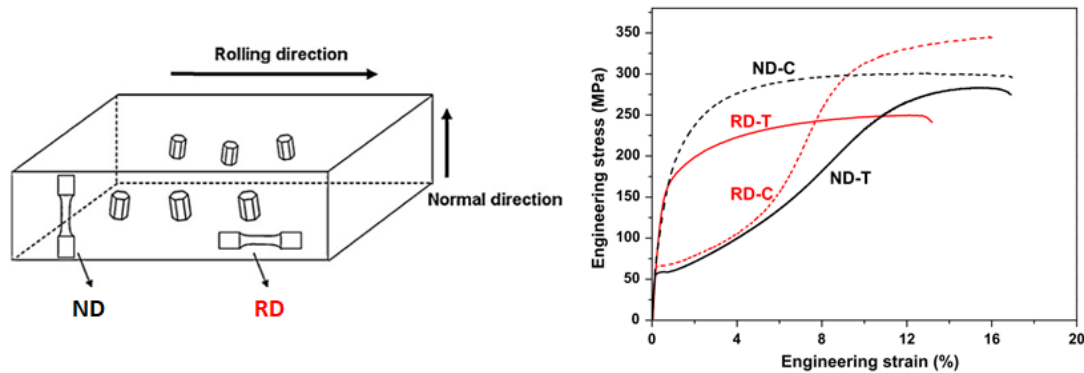 Rolling direction
Normal direction
ND
RD
350
300
250
200
150
100
50
0
Engineering stress (MPa)
ND-C
RD-T
RD-C
ND-T
0
4
8
12
16
20
Engineering strain (%)